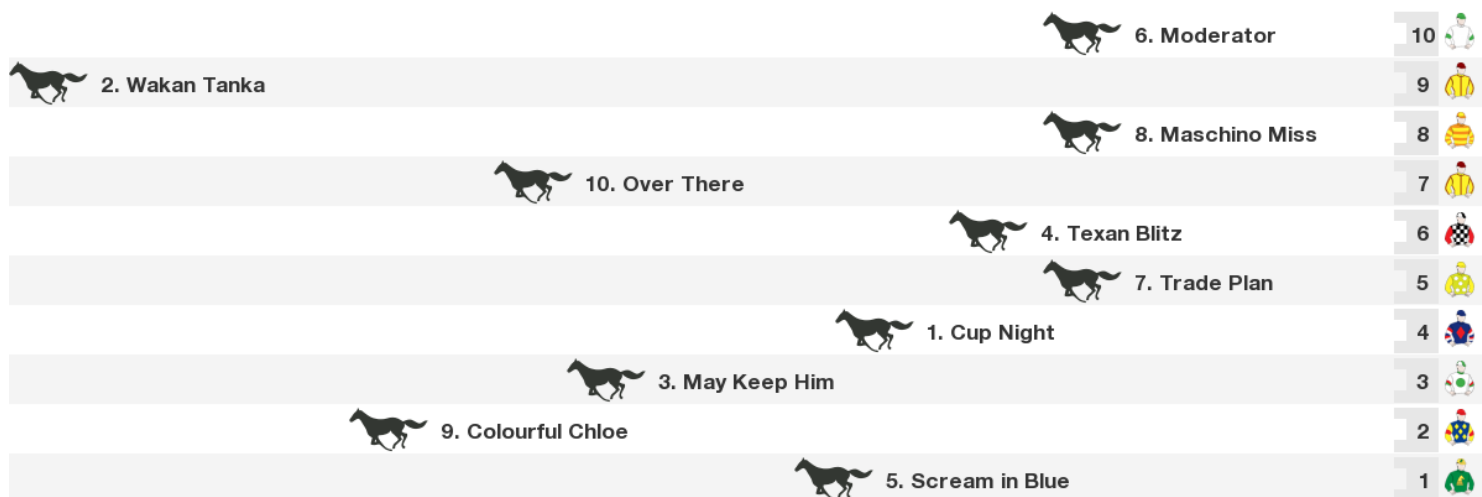 6. Moderator 10
2. Wakan Tanka 9
8. Maschino Miss 8
10. Over There 7
4. Texan Blitz 6
7. Trade Plan 5
1. Cup Night 4
3. May Keep Him 3
9. Colourful Chloe 2
5. Scream in Blue 1